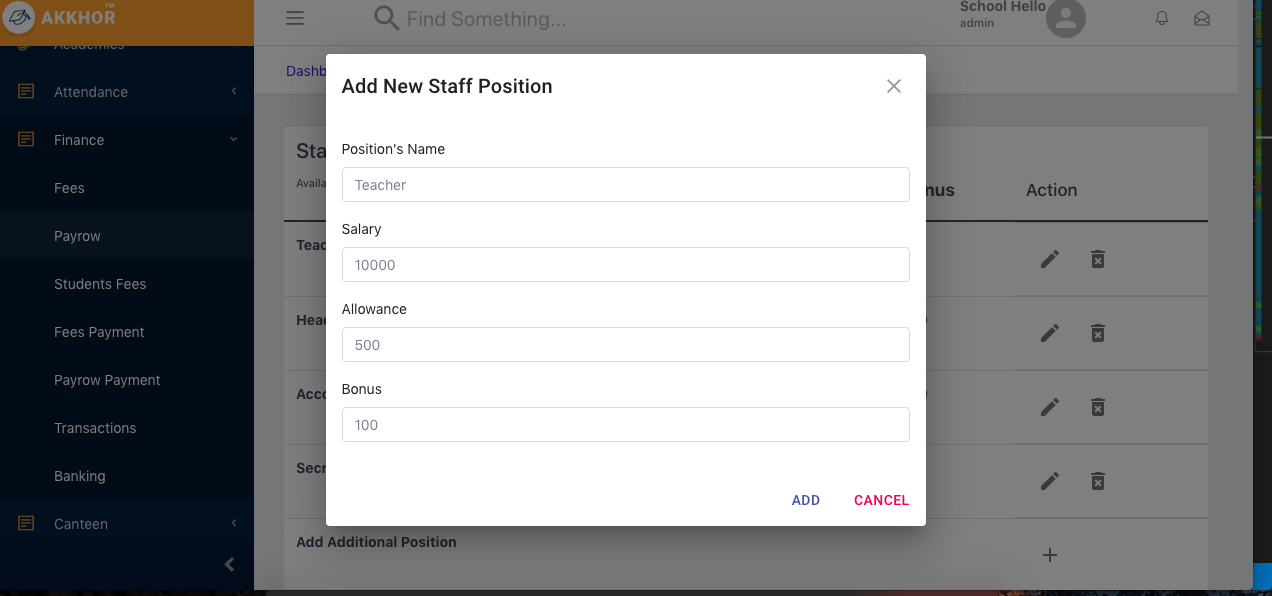 AKKHOR™
Find Something...
School Hello
admin
Academics
Dashb
Attendance
Finance
Fees
Payrow
Students Fees
Fees Payment
Payrow Payment
Transactions
Banking
Canteen
Add New Staff Position
Position's Name
Teacher
Salary
10000
Allowance
500
Bonus
100
ADD CANCEL
Sta
Availa
nus Action
Teac
Head
Acco
Secr
Add Additional Position